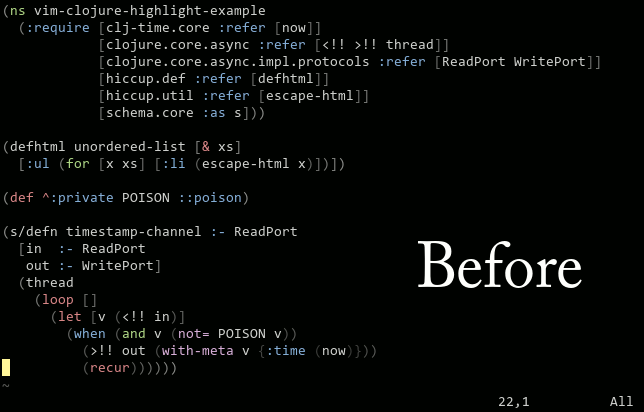 (ns vim-clojure-highlight-example
  (:require [clj-time.core :refer [now]]
            [clojure.core.async :refer [<!! >!! thread]]
            [clojure.core.async.impl.protocols :refer [ReadPort WritePort]]
            [hiccup.def :refer [defhtml]]
            [hiccup.util :refer [escape-html]]
            [schema.core :as s]))

(defhtml unordered-list [& xs]
  [:ul (for [x xs] [:li (escape-html x)])])

(def ^:private POISON ::poison)

(s/defn timestamp-channel :- ReadPort
  [in  :- ReadPort
   out :- WritePort]
  (thread
    (loop []
      (let [v (<!! in)]
        (when (and v (not= POISON v))
          (>!! out (with-meta v {:time (now)}))
          (recur))))))
~
Before
22,1 All